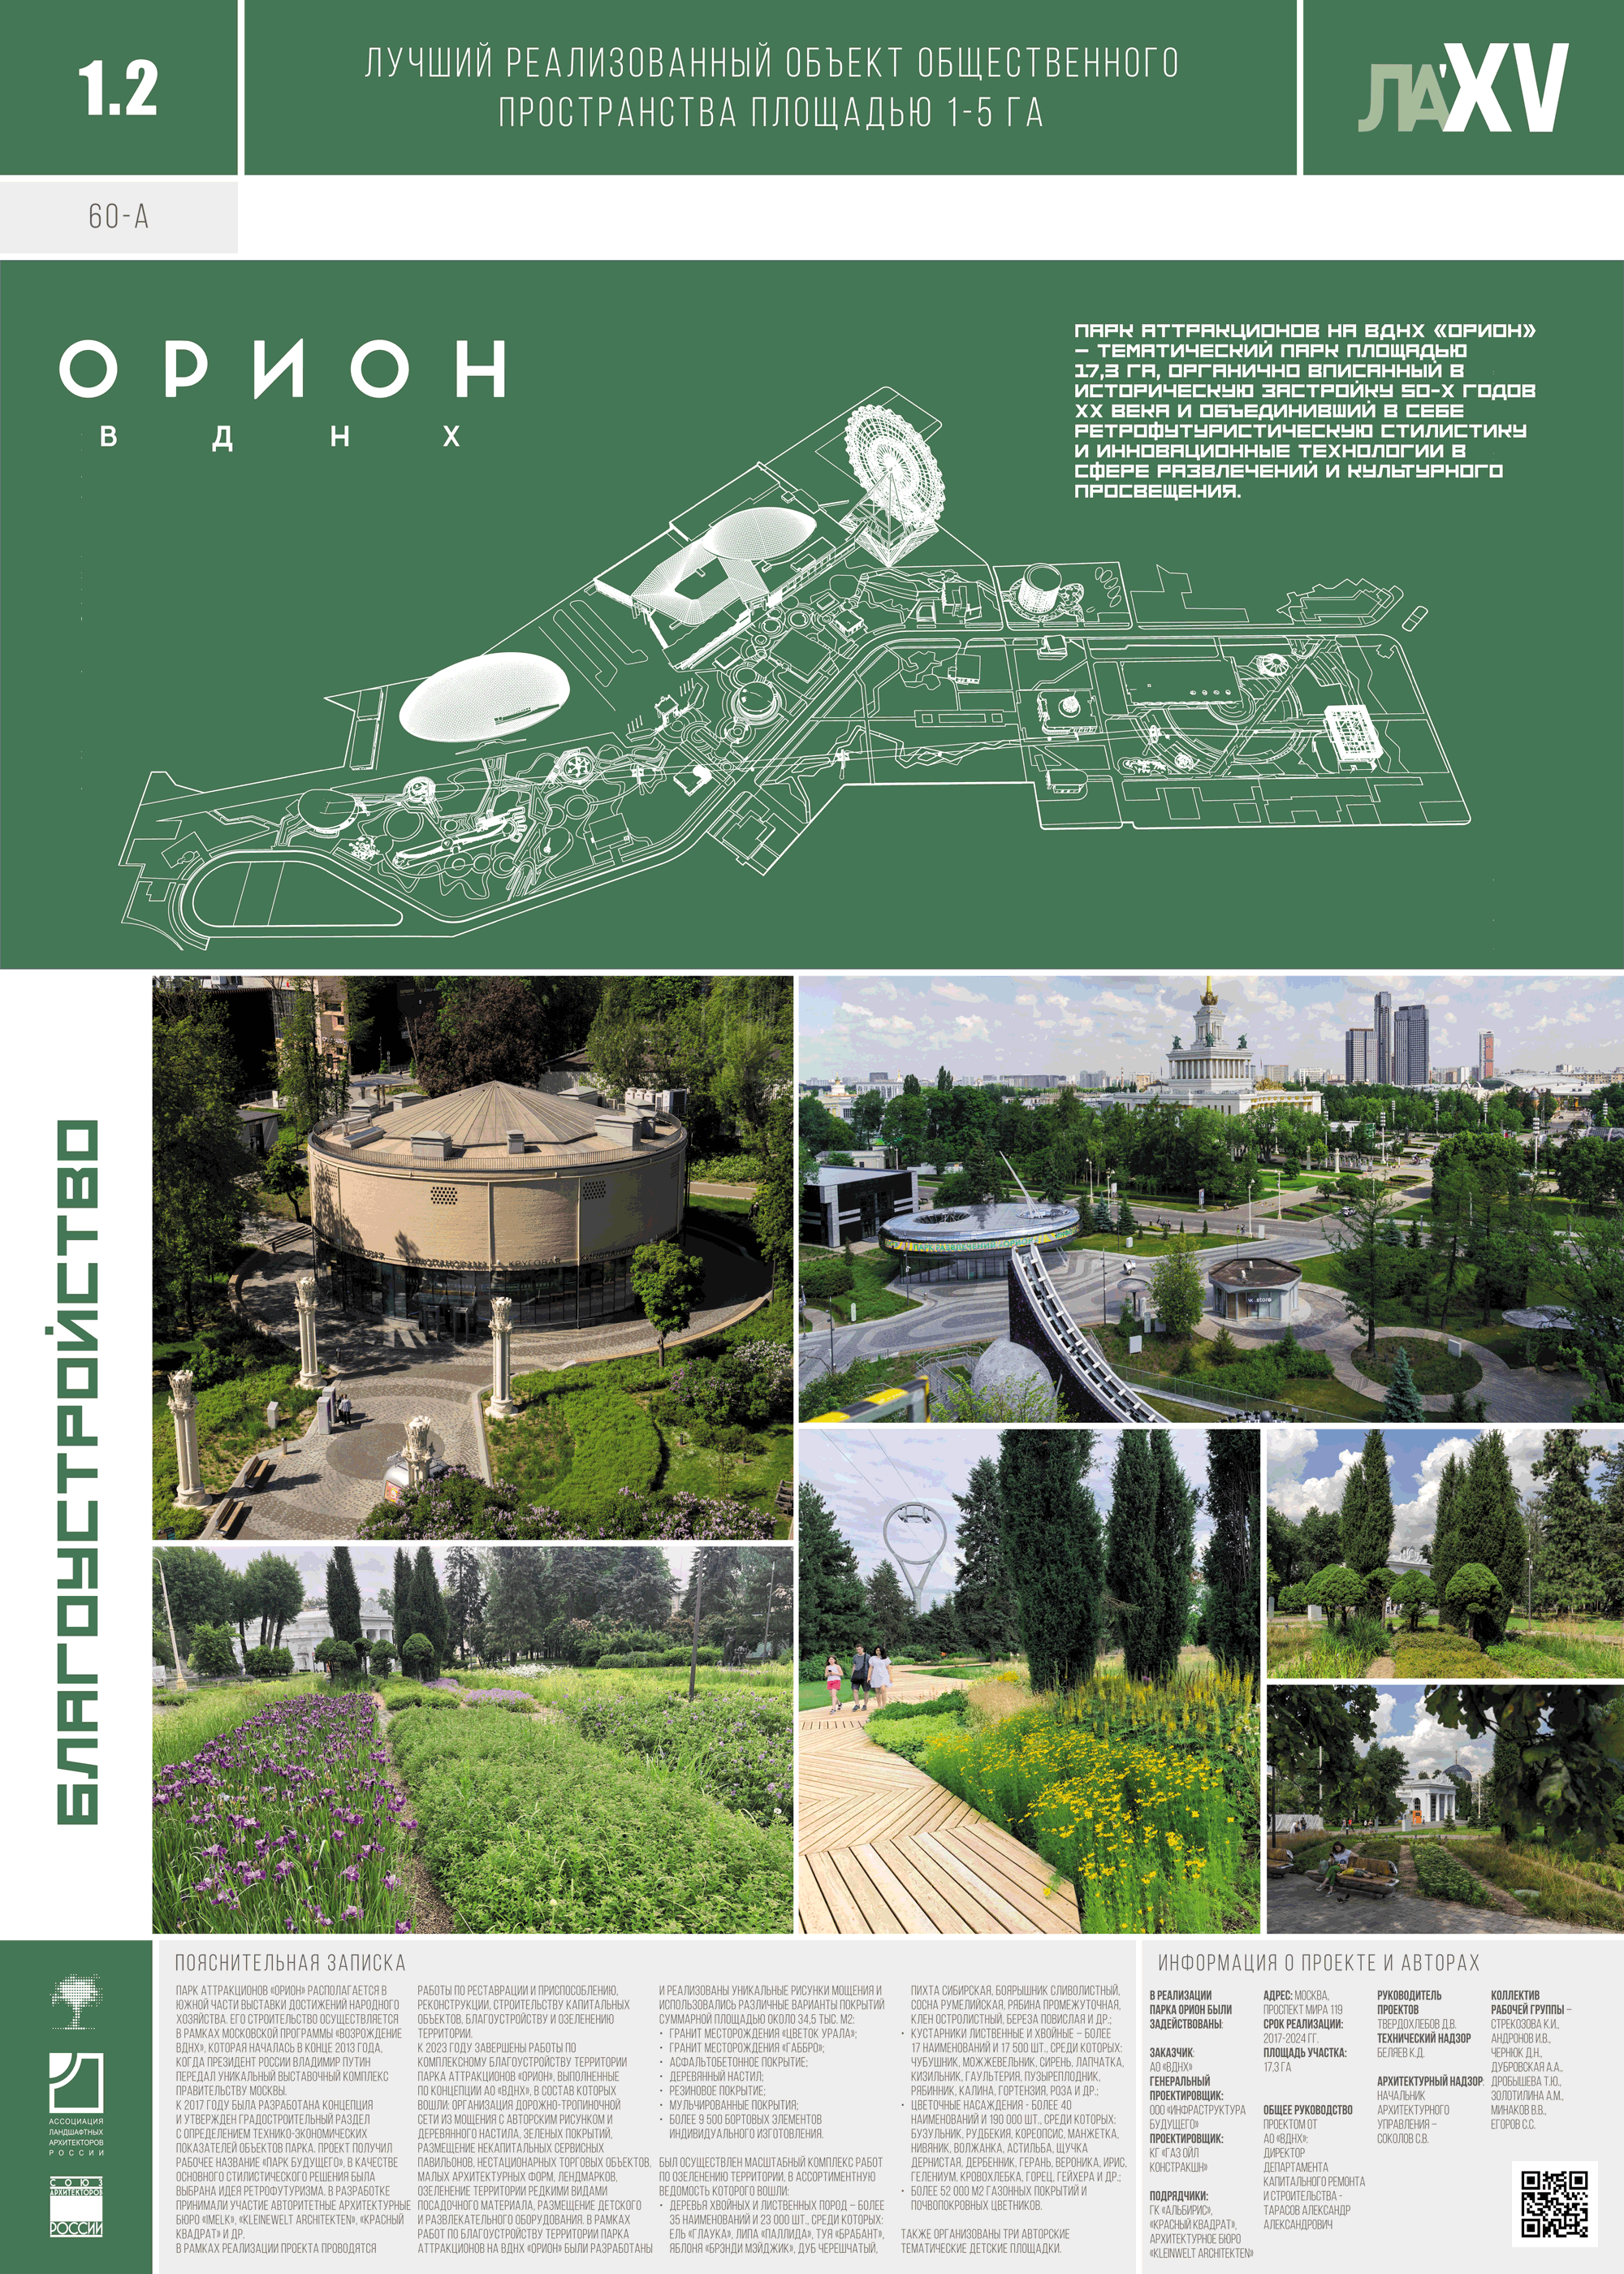 1.2
ЛУЧШИЙ РЕАЛИЗОВАННЫЙ ОБЪЕКТ ОБЩЕСТВЕННОГО
ПРОСТРАНСТВА ПЛОЩАДЬЮ 1-5 ГА
ЛА'XV
60-А
ОРИОН
ВДНХ
ПАРК АТТРАКЦИОНОВ НА ВДНХ «ОРИОН»
– ТЕМАТИЧЕСКИЙ ПАРК ПЛОЩАДЬЮ
17,3 ГА, ОРГАНИЧНО ВПИСАННЫЙ В
ИСТОРИЧЕСКУЮ ЗАСТРОЙКУ 50-Х ГОДОВ
ХХ ВЕКА И ОБЪЕДИНИВШИЙ В СЕБЕ
РЕТРОФУТУРИСТИЧЕСКУЮ СТИЛИСТИКУ
И ИННОВАЦИОННЫЕ ТЕХНОЛОГИИ В
СФЕРЕ РАЗВЛЕЧЕНИЙ И КУЛЬТУРНОГО
ПРОСВЕЩЕНИЯ.
БЛАГОУСТРОЙСТВО
КРУГОВАЯ
w.store
АССОЦИАЦИЯ
ЛАНДШАФТНЫХ
АРХИТЕКТОРОВ
РОССИИ
СОЮЗ
АРХИТЕКТОРОВ
РОССИИ
ПОЯСНИТЕЛЬНАЯ ЗАПИСКА
ПАРК АТТРАКЦИОНОВ «ОРИОН» РАСПОЛАГАЕТСЯ В
ЮЖНОЙ ЧАСТИ ВЫСТАВКИ ДОСТИЖЕНИЙ НАРОДНОГО
ХОЗЯЙСТВА. ЕГО СТРОИТЕЛЬСТВО ОСУЩЕСТВЛЯЕТСЯ
В РАМКАХ МОСКОВСКОЙ ПРОГРАММЫ «ВОЗРОЖДЕНИЕ
ВДНХ», КОТОРАЯ НАЧАЛАСЬ В КОНЦЕ 2013 ГОДА,
КОГДА ПРЕЗИДЕНТ РОССИИ ВЛАДИМИР ПУТИН
ПЕРЕДАЛ УНИКАЛЬНЫЙ ВЫСТАВОЧНЫЙ КОМПЛЕКС
ПРАВИТЕЛЬСТВУ МОСКВЫ.
К 2017 ГОДУ БЫЛА РАЗРАБОТАНА КОНЦЕПЦИЯ
И УТВЕРЖДЕН ГРАДОСТРОИТЕЛЬНЫЙ РАЗДЕЛ
С ОПРЕДЕЛЕНИЕМ ТЕХНИКО-ЭКОНОМИЧЕСКИХ
ПОКАЗАТЕЛЕЙ ОБЪЕКТОВ ПАРКА. ПРОЕКТ ПОЛУЧИЛ
РАБОЧЕЕ НАЗВАНИЕ «ПАРК БУДУЩЕГО», В КАЧЕСТВЕ
ОСНОВНОГО СТИЛИСТИЧЕСКОГО РЕШЕНИЯ БЫЛА
ВЫБРАНА ИДЕЯ РЕТРОФУТУРИЗМА. В РАЗРАБОТКЕ
ПРИНИМАЛИ УЧАСТИЕ АВТОРИТЕТНЫЕ АРХИТЕКТУРНЫЕ
БЮРО «IMELK», «KLEINEWELT ARCHITEKTEN», «КРАСНЫЙ
КВАДРАТ» И ДР.
В РАМКАХ РЕАЛИЗАЦИИ ПРОЕКТА ПРОВОДЯТСЯ
РАБОТЫ ПО РЕСТАВРАЦИИ И ПРИСПОСОБЛЕНИЮ,
РЕКОНСТРУКЦИИ, СТРОИТЕЛЬСТВУ КАПИТАЛЬНЫХ
ОБЪЕКТОВ, БЛАГОУСТРОЙСТВУ И ОЗЕЛЕНЕНИЮ
ТЕРРИТОРИИ.
К 2023 ГОДУ ЗАВЕРШЕНЫ РАБОТЫ ПО
КОМПЛЕКСНОМУ БЛАГОУСТРОЙСТВУ ТЕРРИТОРИИ
ПАРКА АТТРАКЦИОНОВ «ОРИОН», ВЫПОЛНЕННЫЕ
ПО КОНЦЕПЦИИ АО «ВДНХ», В СОСТАВ КОТОРЫХ
ВОШЛИ: ОРГАНИЗАЦИЯ ДОРОЖНО-ТРОПИНОЧНОЙ
СЕТИ ИЗ МОЩЕНИЯ С АВТОРСКИМ РИСУНКОМ И
ДЕРЕВЯННОГО НАСТИЛА, ЗЕЛЕНЫХ ПОКРЫТИЙ,
РАЗМЕЩЕНИЕ НЕКАПИТАЛЬНЫХ СЕРВИСНЫХ
ПАВИЛЬОНОВ, НЕСТАЦИОНАРНЫХ ТОРГОВЫХ ОБЪЕКТОВ,
МАЛЫХ АРХИТЕКТУРНЫХ ФОРМ, ЛЕНДМАРКОВ,
ОЗЕЛЕНЕНИЕ ТЕРРИТОРИИ РЕДКИМИ ВИДАМИ
ПОСАДОЧНОГО МАТЕРИАЛА, РАЗМЕЩЕНИЕ ДЕТСКОГО
И РАЗВЛЕКАТЕЛЬНОГО ОБОРУДОВАНИЯ. В РАМКАХ
РАБОТ ПО БЛАГОУСТРОЙСТВУ ТЕРРИТОРИИ ПАРКА
АТТРАКЦИОНОВ НА ВДНХ «ОРИОН» БЫЛИ РАЗРАБОТАНЫ
И РЕАЛИЗОВАНЫ УНИКАЛЬНЫЕ РИСУНКИ МОЩЕНИЯ И
ИСПОЛЬЗОВАЛИСЬ РАЗЛИЧНЫЕ ВАРИАНТЫ ПОКРЫТИЙ
СУММАРНОЙ ПЛОЩАДЬЮ ОКОЛО 34,5 ТЫС. М2:
• ГРАНИТ МЕСТОРОЖДЕНИЯ «ЦВЕТОК УРАЛА»;
• ГРАНИТ МЕСТОРОЖДЕНИЯ «ГАББРО»;
• АСФАЛЬТОБЕТОННОЕ ПОКРЫТИЕ;
• ДЕРЕВЯННЫЙ НАСТИЛ;
• РЕЗИНОВОЕ ПОКРЫТИЕ;
• МУЛЬЧИРОВАННЫЕ ПОКРЫТИЯ;
• БОЛЕЕ 9 500 БОРТОВЫХ ЭЛЕМЕНТОВ
ИНДИВИДУАЛЬНОГО ИЗГОТОВЛЕНИЯ.
БЫЛ ОСУЩЕСТВЛЕН МАСШТАБНЫЙ КОМПЛЕКС РАБОТ
ПО ОЗЕЛЕНЕНИЮ ТЕРРИТОРИИ, В АССОРТИМЕНТНУЮ
ВЕДОМОСТЬ КОТОРОГО ВОШЛИ:
• ДЕРЕВЬЯ ХВОЙНЫХ И ЛИСТВЕННЫХ ПОРОД – БОЛЕЕ
35 НАИМЕНОВАНИЙ И 23 000 ШТ., СРЕДИ КОТОРЫХ:
ЕЛЬ «ГЛАУКА», ЛИПА «ПАЛЛИДА», ТУЯ «БРАБАНТ»,
ЯБЛОНЯ «БРЭНДИ МЭЙДЖИК», ДУБ ЧЕРЕШЧАТЫЙ,
ПИХТА СИБИРСКАЯ, БОЯРЫШНИК СЛИВОЛИСТНЫЙ,
СОСНА РУМЕЛИЙСКАЯ, РЯБИНА ПРОМЕЖУТОЧНАЯ,
КЛЕН ОСТРОЛИСТНЫЙ, БЕРЕЗА ПОВИСЛАЯ И ДР.;
• КУСТАРНИКИ ЛИСТВЕННЫЕ И ХВОЙНЫЕ – БОЛЕЕ
17 НАИМЕНОВАНИЙ И 17 500 ШТ., СРЕДИ КОТОРЫХ:
ЧУБУШНИК, МОЖЖЕВЕЛЬНИК, СИРЕНЬ, ЛАПЧАТКА,
КИЗИЛЬНИК, ГАУЛЬТЕРИЯ, ПУЗЫРЕПЛОДНИК,
РЯБИННИК, КАЛИНА, ГОРТЕНЗИЯ, РОЗА И ДР.;
• ЦВЕТОЧНЫЕ НАСАЖДЕНИЯ - БОЛЕЕ 40
НАИМЕНОВАНИЙ И 190 000 ШТ., СРЕДИ КОТОРЫХ:
БУЗУЛЬНИК, РУДБЕКИЯ, КОРЕОПСИС, МАНЖЕТКА,
НИВЯНИК, ВОЛЖАНКА, АСТИЛЬБА, ЩУЧКА
ДЕРНИСТАЯ, ДЕРБЕННИК, ГЕРАНЬ, ВЕРОНИКА, ИРИС,
ГЕЛЕНИУМ, КРОВОХЛЕБКА, ГОРЕЦ, ГЕЙХЕРА И ДР.;
• БОЛЕЕ 52 000 М2 ГАЗОННЫХ ПОКРЫТИЙ И
ПОЧВОПОКРОВНЫХ ЦВЕТНИКОВ.
ТАКЖЕ ОРГАНИЗОВАНЫ ТРИ АВТОРСКИЕ
ТЕМАТИЧЕСКИЕ ДЕТСКИЕ ПЛОЩАДКИ.
ИНФОРМАЦИЯ О ПРОЕКТЕ И АВТОРАХ
В РЕАЛИЗАЦИИ
ПАРКА ОРИОН БЫЛИ
ЗАДЕЙСТВОВАНЫ:
ЗАКАЗЧИК:
АО «ВДНХ»
ГЕНЕРАЛЬНЫЙ
ПРОЕКТИРОВЩИК:
ООО «ИНФРАСТРУКТУРА
БУДУЩЕГО»
ПРОЕКТИРОВЩИК:
КГ «ГАЗ ОЙЛ
КОНСТРАКШН»
ПОДРЯДЧИКИ:
ГК «АЛЬБИРИС»,
«КРАСНЫЙ КВАДРАТ»,
АРХИТЕКТУРНОЕ БЮРО
«KLEINWELT ARCHITEKTEN»
АДРЕС: МОСКВА,
ПРОСПЕКТ МИРА 119
СРОК РЕАЛИЗАЦИИ:
2017-2024 ГГ.
ПЛОЩАДЬ УЧАСТКА:
17,3 ГА
ОБЩЕЕ РУКОВОДСТВО
ПРОЕКТОМ ОТ
АО «ВДНХ»:
ДИРЕКТОР
ДЕПАРТАМЕНТА
КАПИТАЛЬНОГО РЕМОНТА
И СТРОИТЕЛЬСТВА -
ТАРАСОВ АЛЕКСАНДР
АЛЕКСАНДРОВИЧ
РУКОВОДИТЕЛЬ
ПРОЕКТОВ
ТВЕРДОХЛЕБОВ Д.В.
ТЕХНИЧЕСКИЙ НАДЗОР
БЕЛЯЕВ К.Д.
АРХИТЕКТУРНЫЙ НАДЗОР:
НАЧАЛЬНИК
АРХИТЕКТУРНОГО
УПРАВЛЕНИЯ –
СОКОЛОВ С.В.
КОЛЛЕКТИВ
РАБОЧЕЙ ГРУППЫ –
СТРЕКОЗОВА К.И.,
АНДРОНОВ И.В.,
ЧЕРНЮК Д.Н.,
ДУБРОВСКАЯ А.А.,
ДРОБЫШЕВА Т.Ю.,
ЗОЛОТИЛИНА А.М.,
МИНАКОВ В.В.,
ЕГОРОВ С.С.